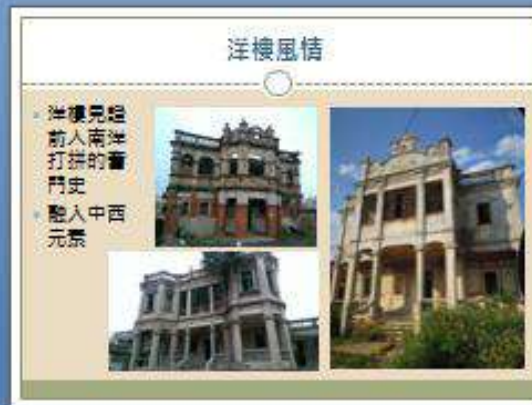 洋樓風情
洋樓見證
前人南洋
打拼的奮
鬥史
融入中西
元素